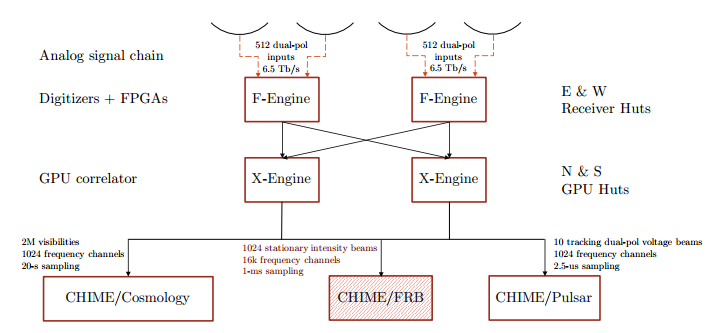 512 dual-pol
inputs
6.5 Tb/s
512 dual-pol
inputs
6.5 Tb/s
Analog signal chain
Digitizers + FPGAs
F-Engine
F-Engine
E & W
Receiver Huts
GPU correlator
X-Engine
X-Engine
N & S
GPU Huts
2M visibilities
1024 frequency channels
20-s sampling
1024 stationary intensity beams
16k frequency channels
1-ms sampling
10 tracking dual-pol voltage beams
1024 frequency channels
2.5-us sampling
CHIME/Cosmology
CHIME/FRB
CHIME/Pulsar